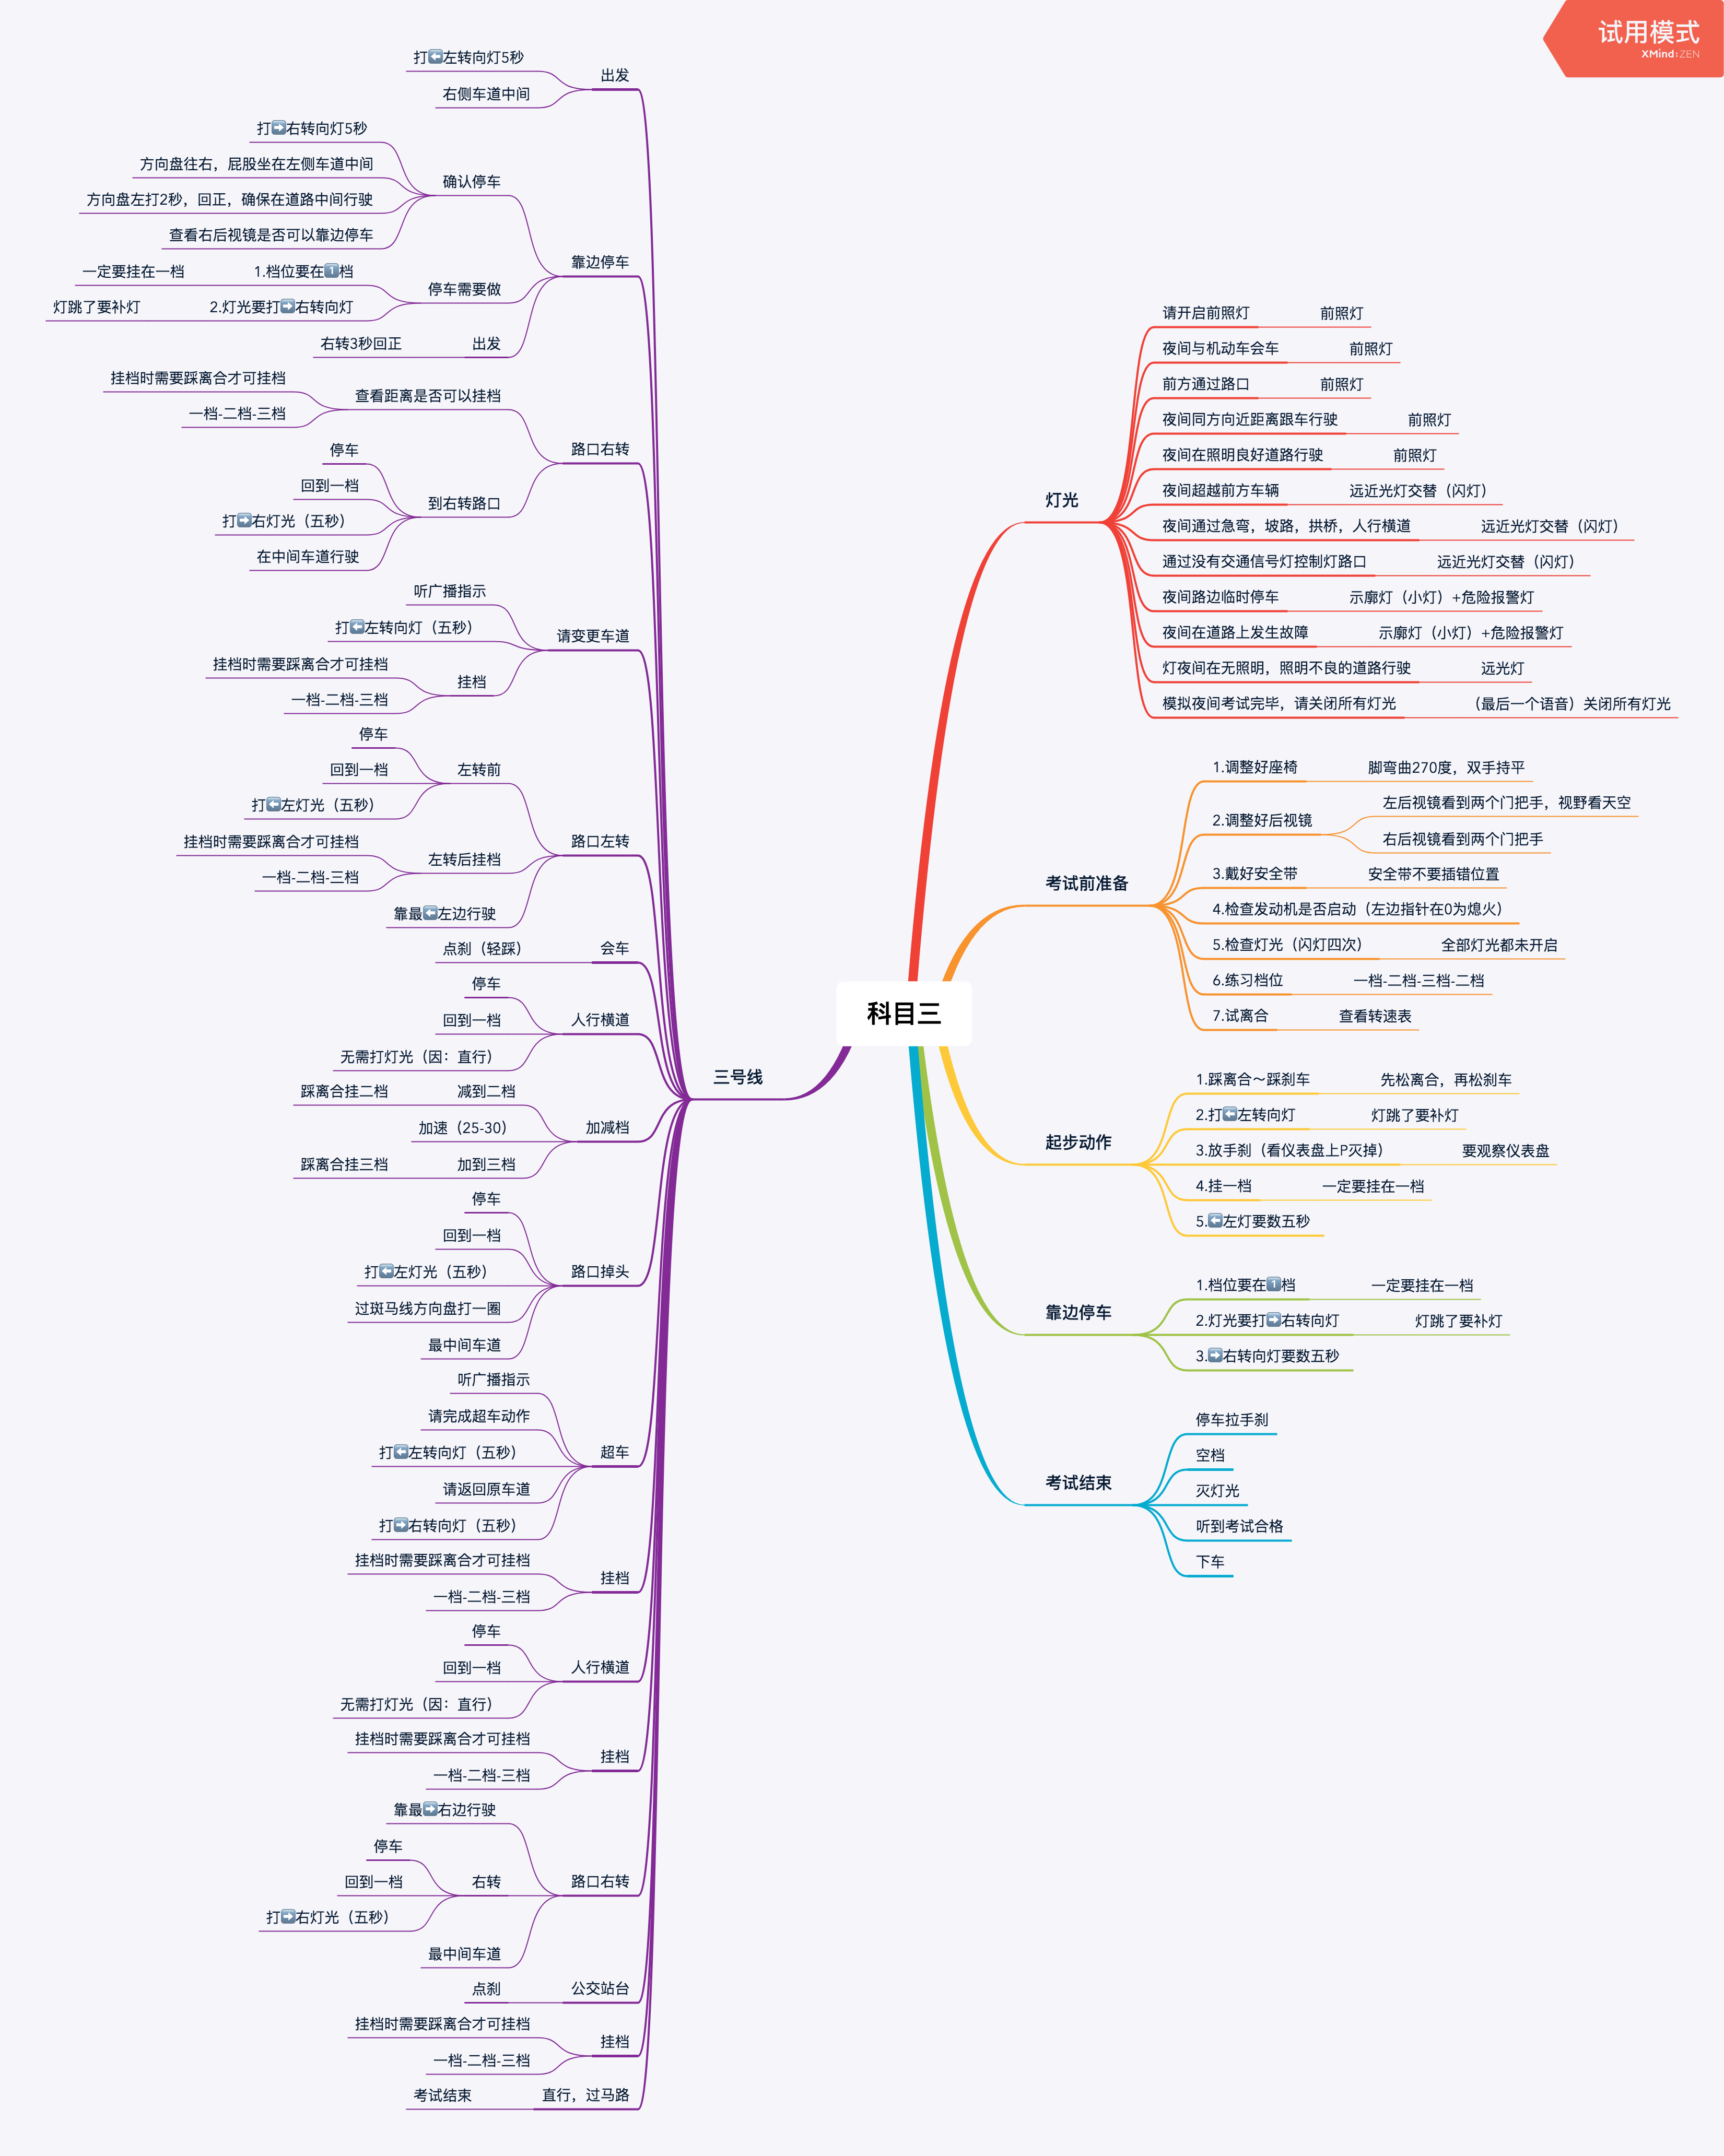 试用模式
XMind:ZEN
科目三
灯光
请开启前照灯 前照灯
夜间与机动车会车 前照灯
前方通过路口 前照灯
夜间同方向近距离跟车行驶 前照灯
夜间在照明良好道路行驶 前照灯
夜间超越前方车辆 远近光灯交替（闪灯）
夜间通过急弯，坡路，拱桥，人行横道 远近光灯交替（闪灯）
通过没有交通信号灯控制灯路口 远近光灯交替（闪灯）
夜间路边临时停车 示廓灯（小灯）+危险报警灯
夜间在道路上发生故障 示廓灯（小灯）+危险报警灯
灯夜间在无照明，照明不良的道路行驶 远光灯
模拟夜间考试完毕，请关闭所有灯光 （最后一个语音）关闭所有灯光
考试前准备
1.调整好座椅 脚弯曲270度，双手持平
2.调整好后视镜
左后视镜看到两个门把手，视野看天空
右后视镜看到两个门把手
3.戴好安全带 安全带不要插错位置
4.检查发动机是否启动（左边指针在0为熄火）
5.检查灯光（闪灯四次） 全部灯光都未开启
6.练习档位 一档-二档-三档-二档
7.试离合 查看转速表
起步动作
1.踩离合～踩刹车 先松离合，再松刹车
2.打⬅️左转向灯 灯跳了要补灯
3.放手刹（看仪表盘上P灭掉） 要观察仪表盘
4.挂一档 一定要挂在一档
5.⬅️左灯要数五秒
靠边停车
1.档位要在1️⃣档 一定要挂在一档
2.灯光要打➡️右转向灯 灯跳了要补灯
3.➡️右转向灯要数五秒
考试结束
停车拉手刹
空档
灭灯光
听到考试合格
下车
三号线
出发
打⬅️左转向灯5秒
右侧车道中间
靠边停车
确认停车
打➡️右转向灯5秒
方向盘往右，屁股坐在左侧车道中间
方向盘左打2秒，回正，确保在道路中间行驶
查看右后视镜是否可以靠边停车
停车需要做
1.档位要在1️⃣档 一定要挂在一档
2.灯光要打➡️右转向灯 灯跳了要补灯
出发 右转3秒回正
路口右转
查看距离是否可以挂档
挂档时需要踩离合才可挂档
一档-二档-三档
到右转路口
停车
回到一档
打➡️右灯光（五秒）
在中间车道行驶
请变更车道
听广播指示
打⬅️左转向灯（五秒）
挂档
挂档时需要踩离合才可挂档
一档-二档-三档
路口左转
左转前
停车
回到一档
打⬅️左灯光（五秒）
左转后挂档
挂档时需要踩离合才可挂档
一档-二档-三档
靠最⬅️左边行驶
会车 点刹（轻踩）
人行横道
停车
回到一档
无需打灯光（因：直行）
加减档
减到二档 踩离合挂二档
加速（25-30）
加到三档 踩离合挂三档
路口掉头
停车
回到一档
打⬅️左灯光（五秒）
过斑马线方向盘打一圈
最中间车道
超车
听广播指示
请完成超车动作
打⬅️左转向灯（五秒）
请返回原车道
打➡️右转向灯（五秒）
挂档
挂档时需要踩离合才可挂档
一档-二档-三档
人行横道
停车
回到一档
无需打灯光（因：直行）
挂档
挂档时需要踩离合才可挂档
一档-二档-三档
路口右转
靠最➡️右边行驶
右转
停车
回到一档
打➡️右灯光（五秒）
最中间车道
公交站台 点刹
挂档
挂档时需要踩离合才可挂档
一档-二档-三档
直行，过马路 考试结束